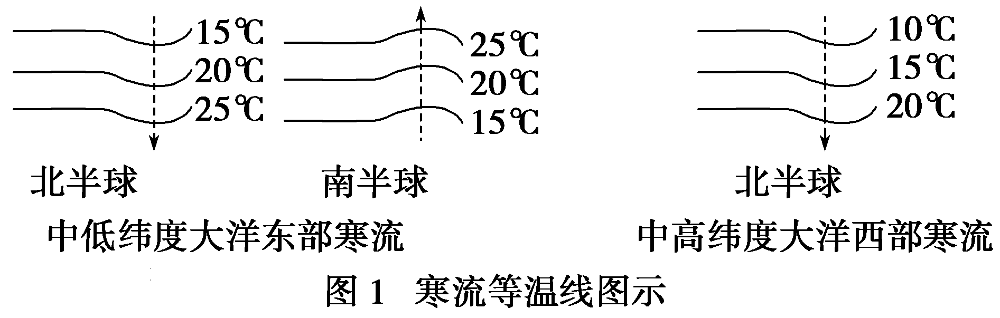 15℃
20℃
25℃
25℃
20℃
15℃
10℃
15℃
20℃
北半球
南半球
北半球
中低纬度大洋东部寒流
中高纬度大洋西部寒流
图1 寒流等温线图示